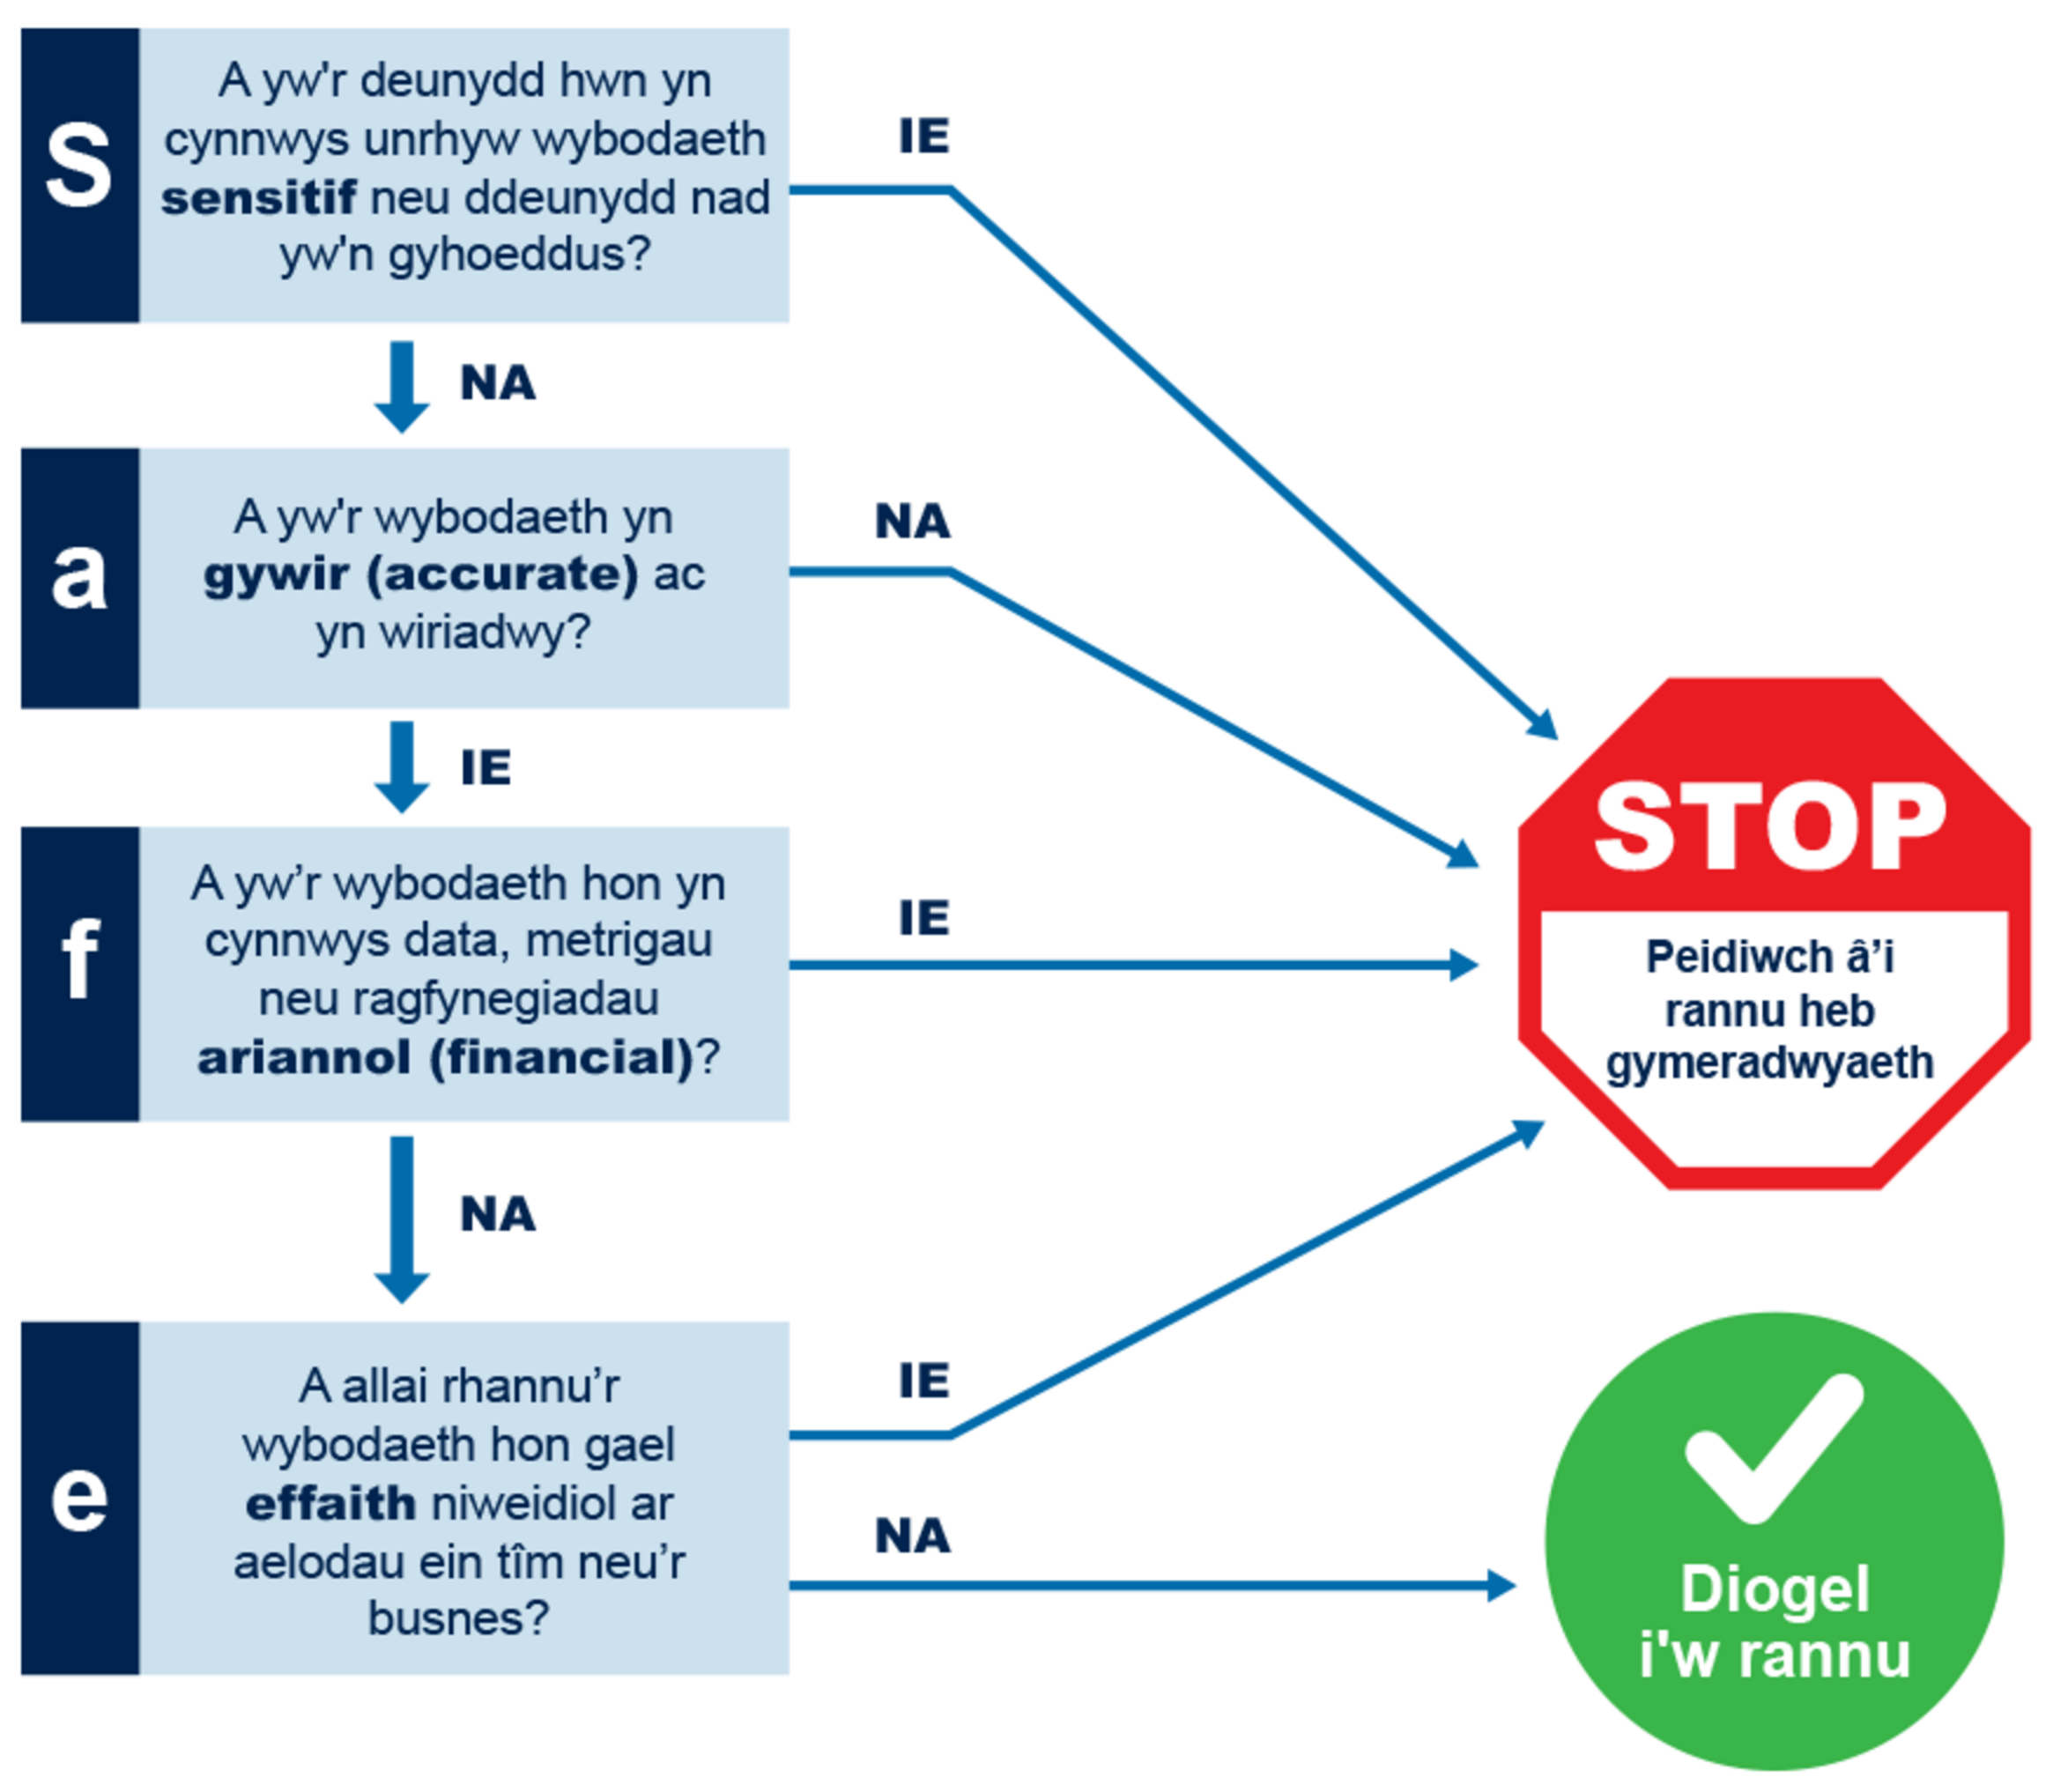 S
A yw'r deunydd hwn yn
cynnwys unrhyw wybodaeth
sensitif neu ddeunydd nad
yw'n gyhoeddus?
IE
NA
a
A yw'r wybodaeth yn
gywir (accurate) ac
yn wiriadwy?
NA
IE
f
A yw’r wybodaeth hon yn
cynnwys data, metrigau
neu ragfynegiadau
ariannol (financial)?
IE
NA
e
A allai rhannu’r
wybodaeth hon gael
effaith niweidiol ar
aelodau ein tîm neu’r
busnes?
IE
NA
STOP
Peidiwch â’i
rannu heb
gymeradwyaeth
Diogel
i'w rannu